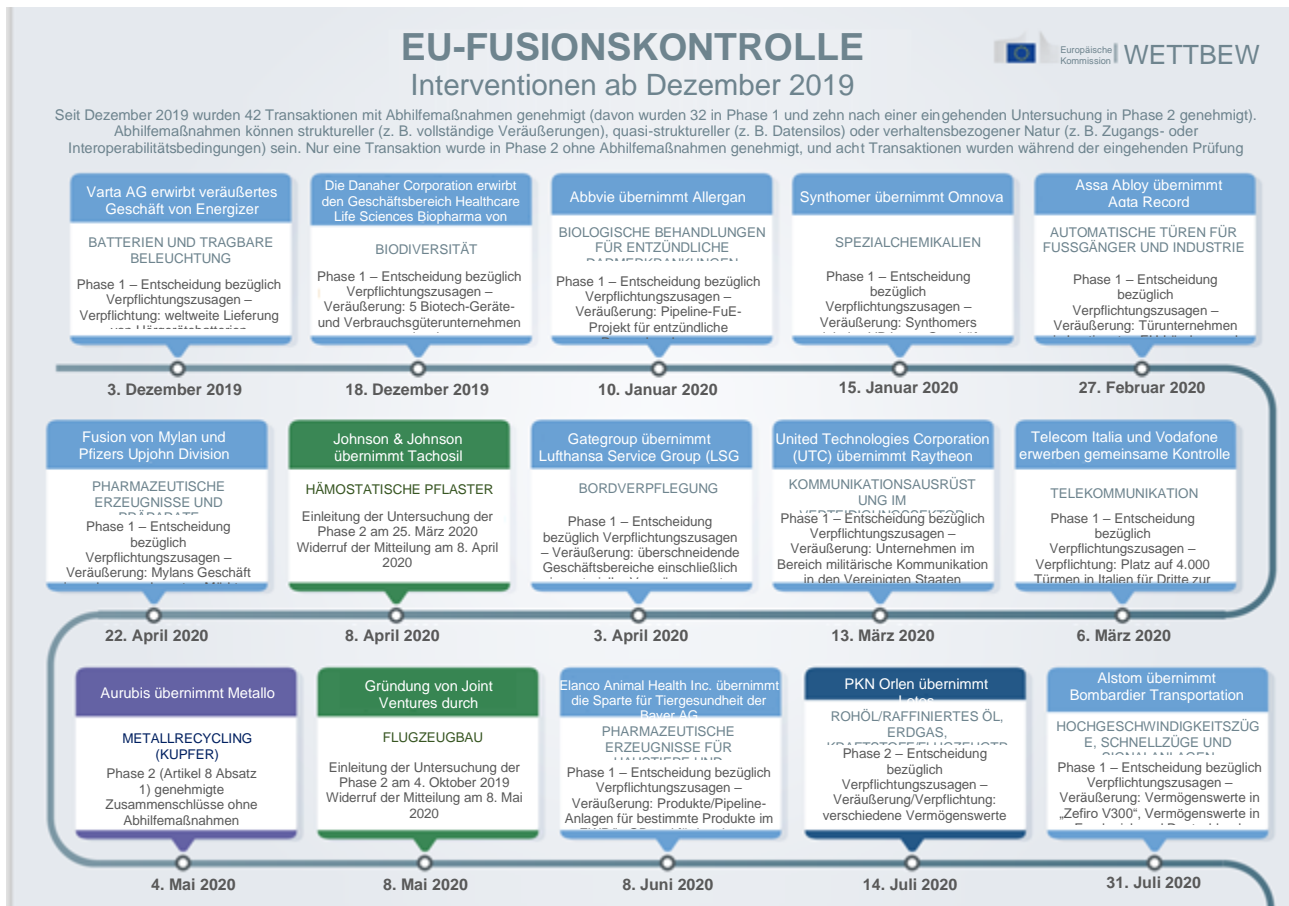 EU-FUSIONSKONTROLLE
Interventionen ab Dezember 2019
Europäische
Kommission
WETTBEW
Seit Dezember 2019 wurden 42 Transaktionen mit Abhilfemaßnahmen genehmigt (davon wurden 32 in Phase 1 und zehn nach einer eingehenden Untersuchung in Phase 2 genehmigt).
Abhilfemaßnahmen können struktureller (z. B. vollständige Veräußerungen), quasi-struktureller (z. B. Datensilos) oder verhaltensbezogener Natur (z. B. Zugangs- oder
Interoperabilitätsbedingungen) sein. Nur eine Transaktion wurde in Phase 2 ohne Abhilfemaßnahmen genehmigt, und acht Transaktionen wurden während der eingehenden Prüfung
Varta AG erwirbt veräußertes
Geschäft von Energizer
BATTERIEN UND TRAGBARE
BELEUCHTUNG
Phase 1 – Entscheidung bezüglich
Verpflichtungszusagen –
Verpflichtung: weltweite Lieferung
von Hörgerätebatterien
3. Dezember 2019
Die Danaher Corporation erwirbt
den Geschäftsbereich Healthcare
Life Sciences Biopharma von
BIODIVERSITÄT
Phase 1 – Entscheidung bezüglich
Verpflichtungszusagen –
Veräußerung: 5 Biotech-Geräte-
und Verbrauchsgüterunternehmen
18. Dezember 2019
Abbvie übernimmt Allergan
BIOLOGISCHE BEHANDLUNGEN
FÜR ENTZÜNDLICHE
DARMERKRANKUNGEN
Phase 1 – Entscheidung bezüglich
Verpflichtungszusagen –
Veräußerung: Pipeline-FuE-
Projekt für entzündliche
10. Januar 2020
Synthomer übernimmt Omnova
SPEZIALCHEMIKALIEN
Phase 1 – Entscheidung
bezüglich
Verpflichtungszusagen –
Veräußerung: Synthomers
15. Januar 2020
Assa Abloy übernimmt
Agta Record
AUTOMATISCHE TÜREN FÜR
FUSSGÄNGER UND INDUSTRIE
Phase 1 – Entscheidung
bezüglich
Verpflichtungszusagen –
Veräußerung: Türunternehmen
27. Februar 2020
Fusion von Mylan und
Pfizers Upjohn Division
PHARMAZEUTISCHE
ERZEUGNISSE UND
PRÄPARATE
Phase 1 – Entscheidung
bezüglich
Verpflichtungszusagen –
Veräußerung: Mylans Geschäft
22. April 2020
Johnson & Johnson
übernimmt Tachosil
HÄMOSTATISCHE PFLASTER
Einleitung der Untersuchung der
Phase 2 am 25. März 2020
Widerruf der Mitteilung am 8. April
2020
8. April 2020
Gategroup übernimmt
Lufthansa Service Group (LSG
BORDVERPFLEGUNG
Phase 1 – Entscheidung
bezüglich Verpflichtungszusagen
– Veräußerung: überschneidende
Geschäftsbereiche einschließlich
3. April 2020
United Technologies Corporation
(UTC) übernimmt Raytheon
KOMMUNIKATIONSAUSRÜST
UNG IM
VERTEIDIGUNGSSEKTOR
Phase 1 – Entscheidung bezüglich
Verpflichtungszusagen –
Veräußerung: Unternehmen im
Bereich militärische Kommunikation
in den Vereinigten Staaten
13. März 2020
Telecom Italia und Vodafone
erwerben gemeinsame Kontrolle
TELEKOMMUNIKATION
Phase 1 – Entscheidung
bezüglich
Verpflichtungszusagen –
Verpflichtung: Platz auf 4.000
Türmen in Italien für Dritte zur
6. März 2020
Aurubis übernimmt Metallo
METALLRECYCLING
(KUPFER)
Phase 2 (Artikel 8 Absatz
1) genehmigte
Zusammenschlüsse ohne
Abhilfemaßnahmen
4. Mai 2020
Gründung von Joint
Ventures durch
FLUGZEUGBAU
Einleitung der Untersuchung der
Phase 2 am 4. Oktober 2019
Widerruf der Mitteilung am 8. Mai
2020
8. Mai 2020
Elanco Animal Health Inc. übernimmt
die Sparte für Tiergesundheit der
Bayer AG
PHARMAZEUTISCHE
ERZEUGNISSE FÜR
HAUSTIERE UND
Phase 1 – Entscheidung bezüglich
Verpflichtungszusagen –
Veräußerung: Produkte/Pipeline-
Anlagen für bestimmte Produkte im
8. Juni 2020
PKN Orlen übernimmt
Lotos
ROHÖL/RAFFINIERTES ÖL,
ERDGAS,
Phase 2 – Entscheidung
bezüglich
Verpflichtungszusagen –
Veräußerung/Verpflichtung:
verschiedene Vermögenswerte
14. Juli 2020
Alstom übernimmt
Bombardier Transportation
HOCHGESCHWINDIGKEITSZÜG
E, SCHNELLZÜGE UND
SIGNALANLAGEN
Phase 1 – Entscheidung bezüglich
Verpflichtungszusagen –
Veräußerung: Vermögenswerte in
„Zefiro V300“, Vermögenswerte in
31. Juli 2020